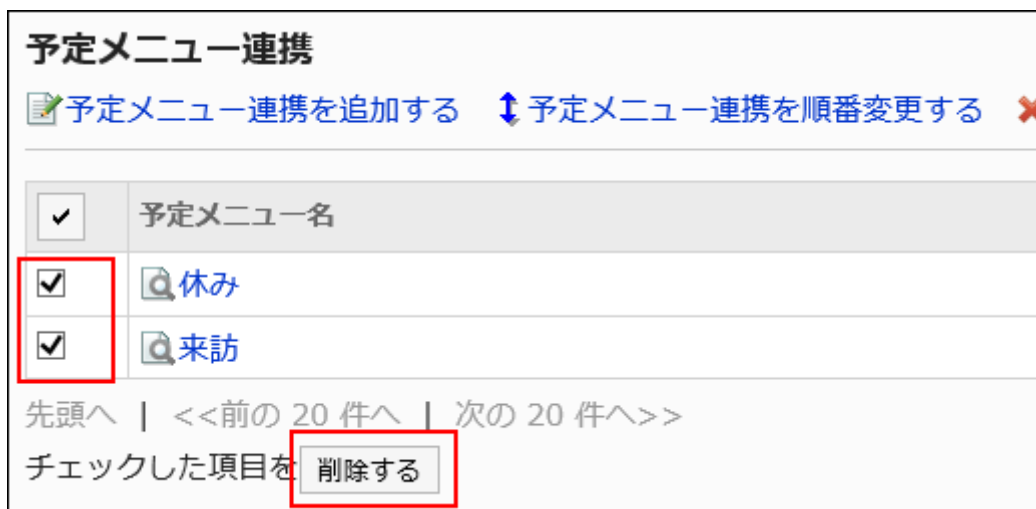 予定メニュー連携
予定メニュー連携を追加する 予定メニュー連携を順番変更する
予定メニュー名
休み
来訪
先頭へ | <<前の 20 件へ | 次の 20 件へ>>
チェックした項目を 削除する